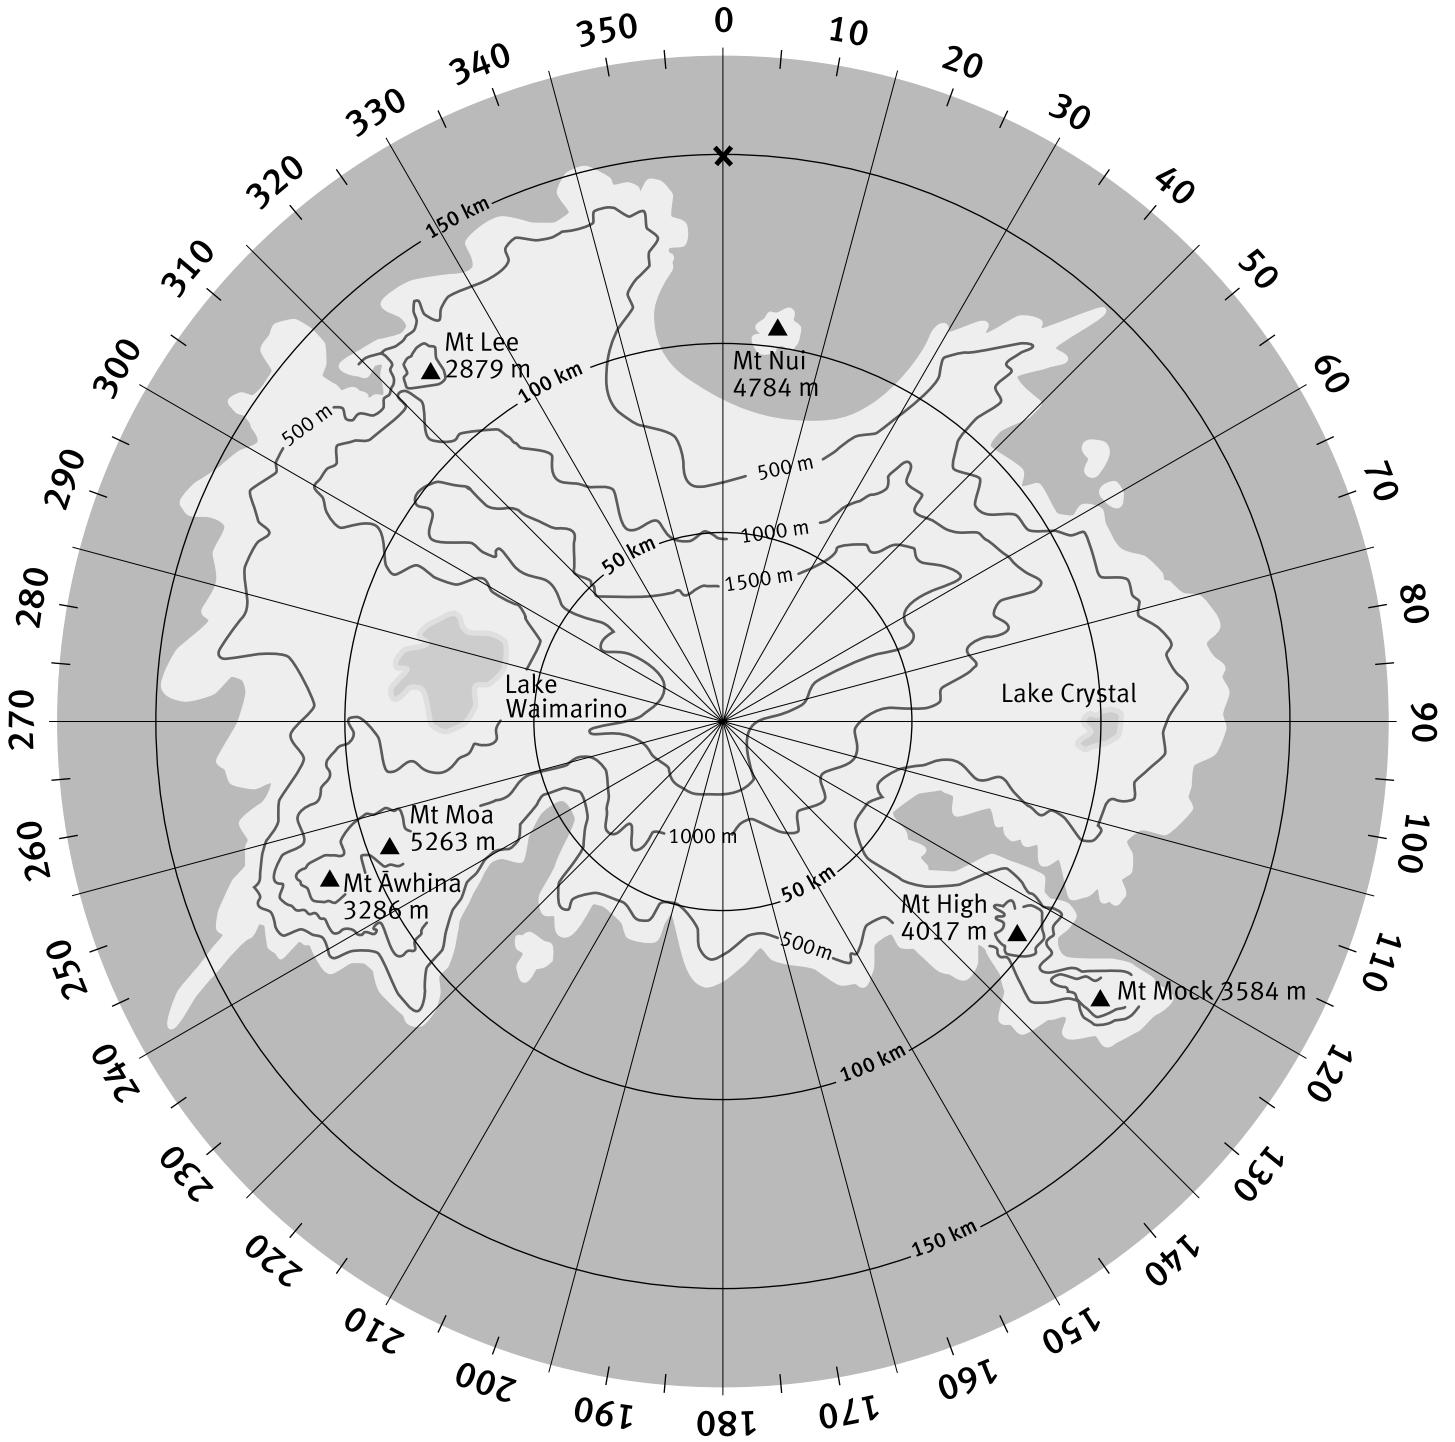 0
10
20
30
40
50
60
70
80
90
100
110
120
130
140
150
160
170
180
190
200
210
220
230
240
250
260
270
280
290
300
310
320
330
340
350
150 km
Mt Lee
2879 m
100 km
Mt Nui
4784 m
500 m
500 m
1000 m
50 km
1500 m
Lake
Waimarino
Lake Crystal
Mt Moa
5263 m
1000 m
Mt Āwhina
3286 m
50 km
Mt High
4017 m
500m
Mt Mock 3584 m
100 km
150 km